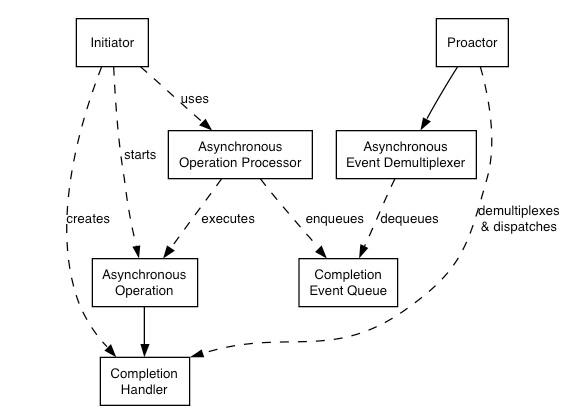 Initiator
Proactor
uses
Asynchronous
Operation Processor
Asynchronous
Event Demultiplexer
starts
creates
executes
enqueues
dequeues
demultiplexes
& dispatches
Asynchronous
Operation
Completion
Event Queue
Completion
Handler